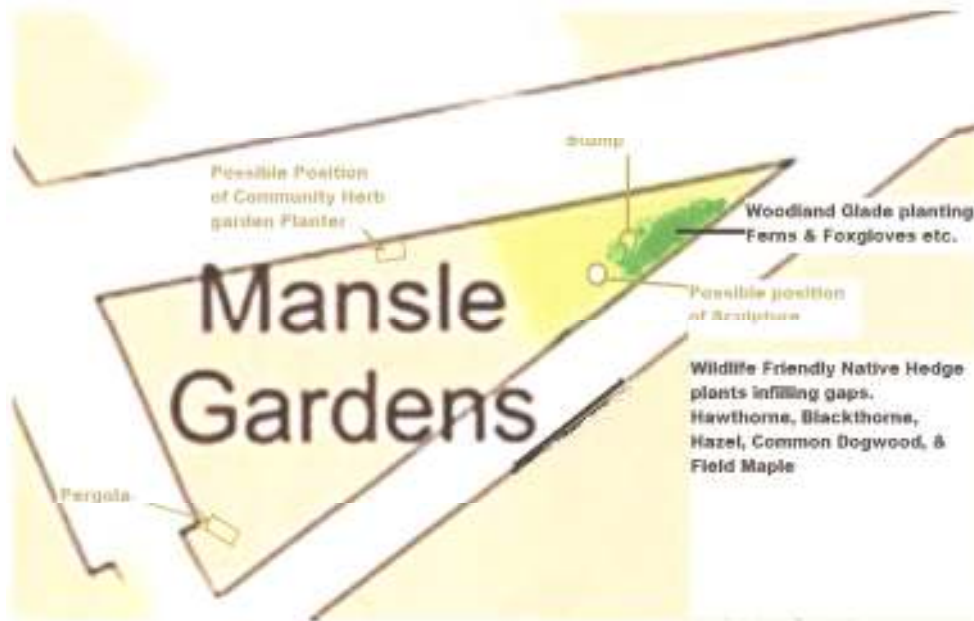 Possible Position
of Community Herb
garden Planter
Woodland Glade planting
Ferns & Foxgloves etc.
Mansle
Gardens
Possible position
of Sculpture
Wildlife Friendly Native Hedge
plants infilling gaps.
Hawthorne, Blackthorne,
Hazel, Common Dogwood, &
Field Maple
Pergola